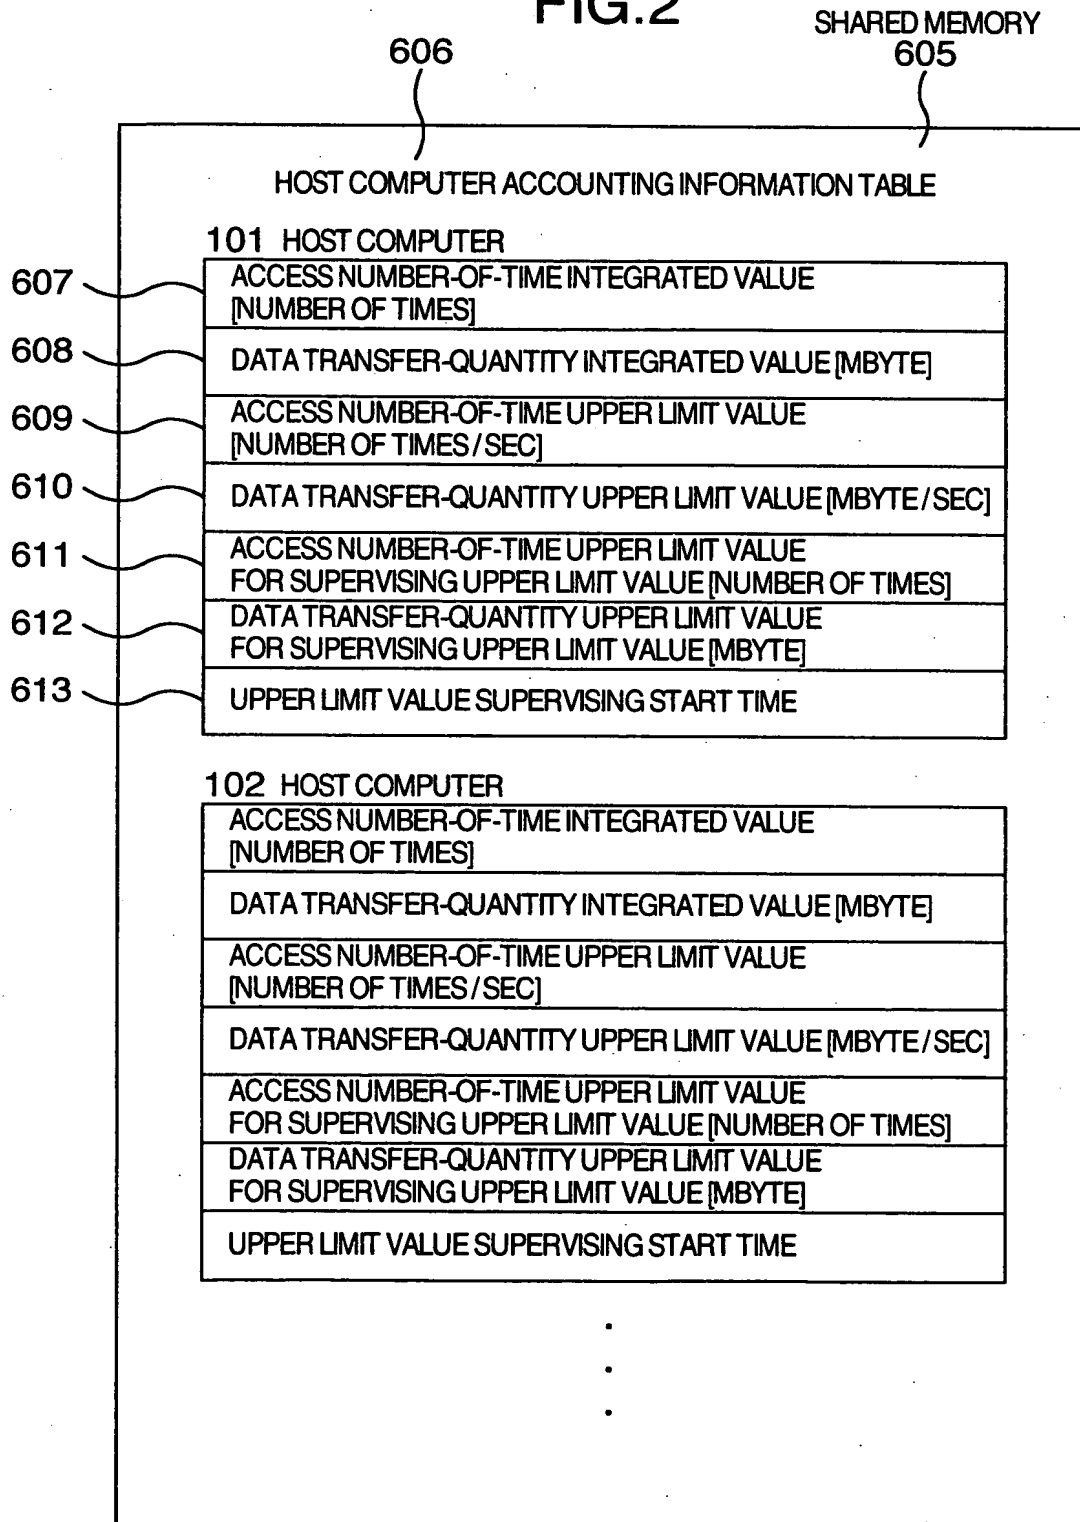 FIG.2
SHARED MEMORY
606
605
HOST COMPUTER ACCOUNTING INFORMATION TABLE
101 HOST COMPUTER
607
ACCESS NUMBER-OF-TIME INTEGRATED VALUE
[NUMBER OF TIMES]
608
DATA TRANSFER-QUANTITY INTEGRATED VALUE [MBYTE]
609
ACCESS NUMBER-OF-TIME UPPER LIMIT VALUE
[NUMBER OF TIMES/SEC]
610
DATA TRANSFER-QUANTITY UPPER LIMIT VALUE [MBYTE/SEC]
611
ACCESS NUMBER-OF-TIME UPPER LIMIT VALUE
FOR SUPERVISING UPPER LIMIT VALUE [NUMBER OF TIMES]
612
DATA TRANSFER-QUANTITY UPPER LIMIT VALUE
FOR SUPERVISING UPPER LIMIT VALUE [MBYTE]
613
UPPER LIMIT VALUE SUPERVISING START TIME
102 HOST COMPUTER
ACCESS NUMBER-OF-TIME INTEGRATED VALUE
[NUMBER OF TIMES]
DATA TRANSFER-QUANTITY INTEGRATED VALUE [MBYTE]
ACCESS NUMBER-OF-TIME UPPER LIMIT VALUE
[NUMBER OF TIMES/SEC]
DATA TRANSFER-QUANTITY UPPER LIMIT VALUE [MBYTE/SEC]
ACCESS NUMBER-OF-TIME UPPER LIMIT VALUE
FOR SUPERVISING UPPER LIMIT VALUE [NUMBER OF TIMES]
DATA TRANSFER-QUANTITY UPPER LIMIT VALUE
FOR SUPERVISING UPPER LIMIT VALUE [MBYTE]
UPPER LIMIT VALUE SUPERVISING START TIME